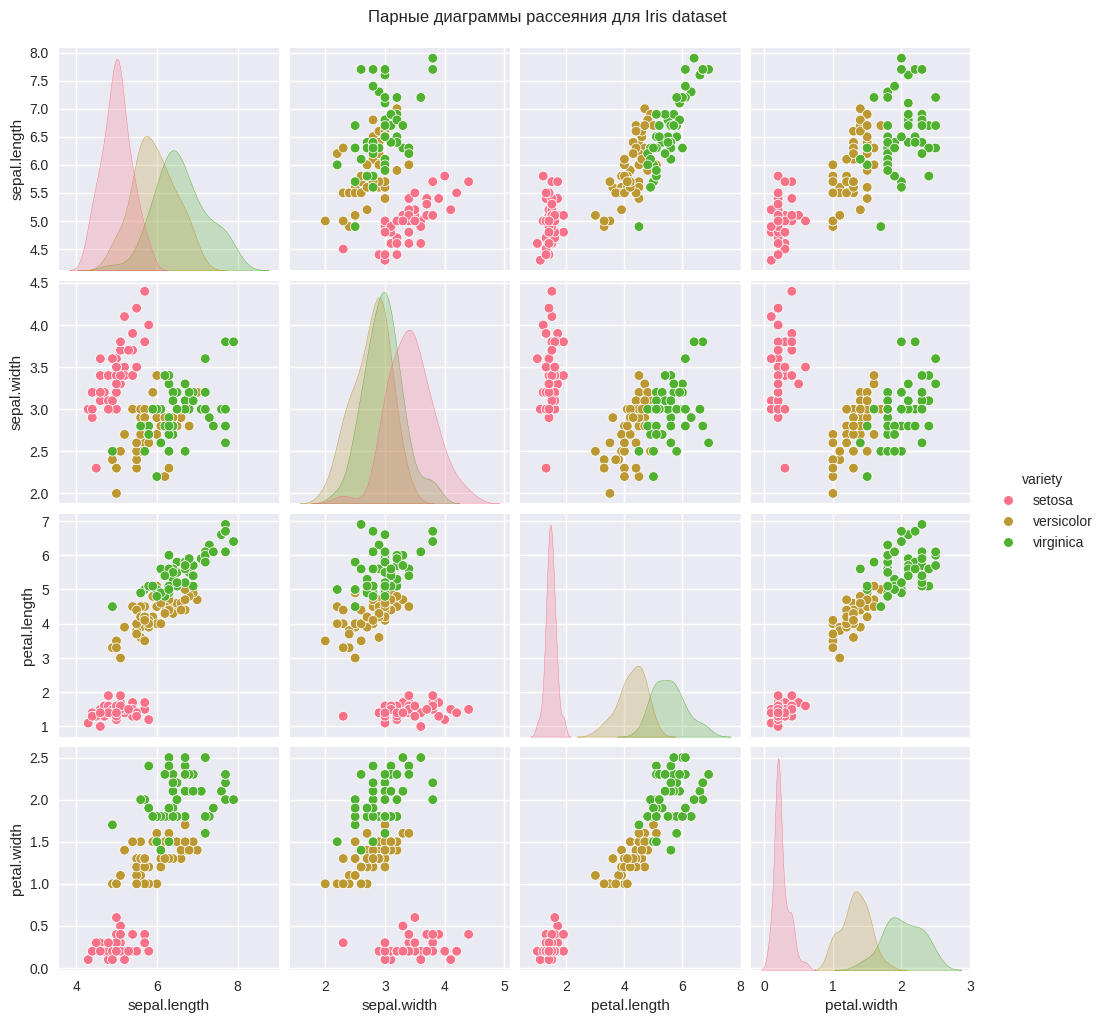 Парные диаграммы рассеяния для Iris dataset
8.0
7.5
7.0
6.5
6.0
5.5
5.0
4.5
sepal.length
4.5
4.0
3.5
3.0
2.5
2.0
sepal.width
7
6
5
4
3
2
1
petal.length
2.5
2.0
1.5
1.0
0.5
0.0
petal.width
4 6 8
sepal.length
2 3 4 5
sepal.width
2 4 6 8
petal.length
0 1 2 3
petal.width
variety
setosa
versicolor
virginica